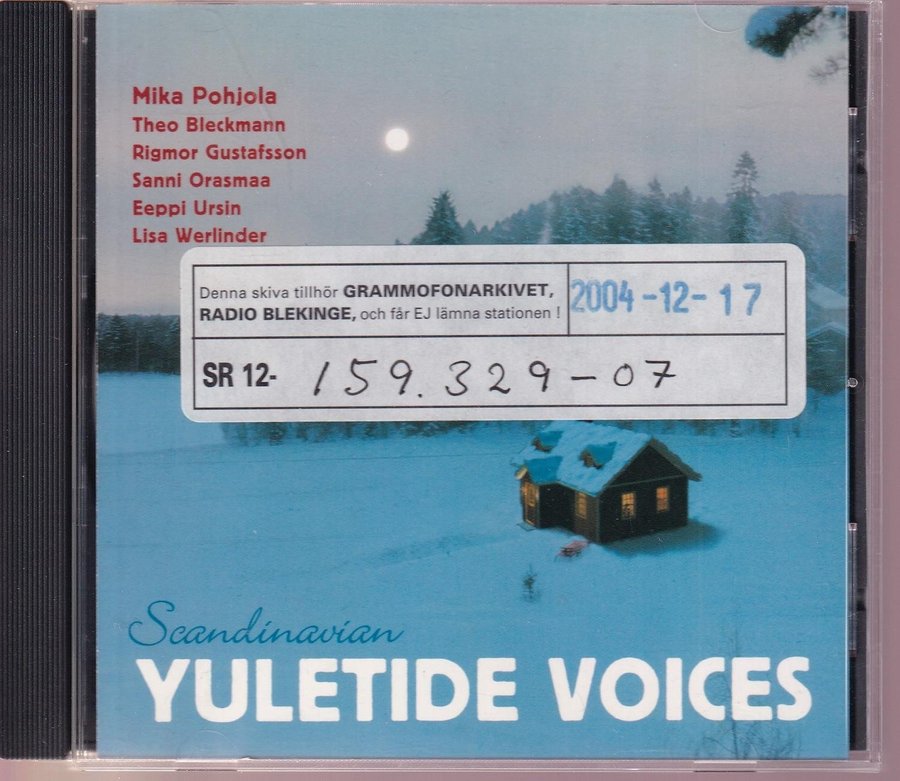 Mika Pohjola
Theo Bleckmann
Rigmor Gustafsson
Sanni Orasmaa
Eeppi Ursin
Lisa Werlinder
Denna skiva tillhör GRAMMOFONARKIVET,
RADIO BLEKINGE, och får EJ lämna stationen !
2004-12-17
SR 12- 159.329-07
Scandinavian
YULETIDE VOICES